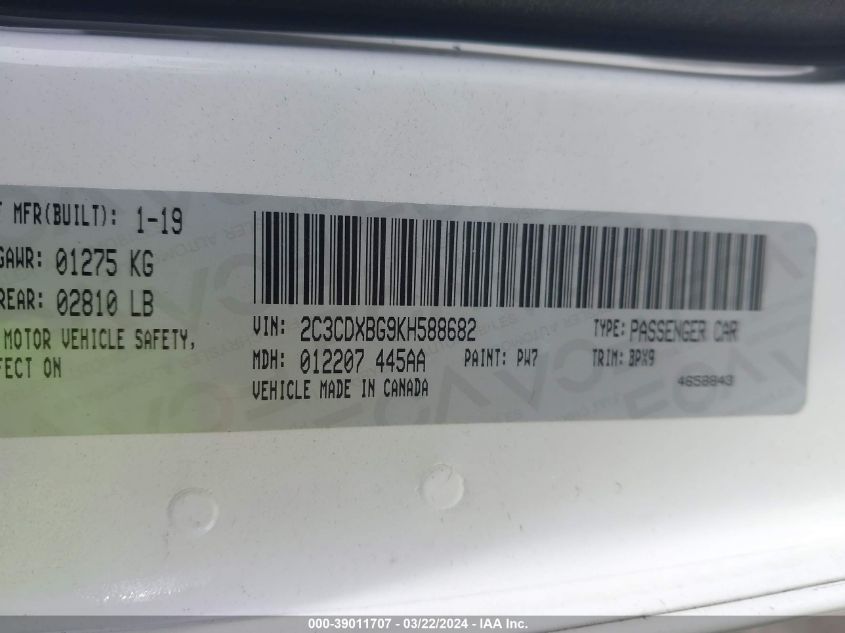 MFR(BUILT): 1-19
GAWR: 01275 KG
REAR: 02810 LB
MOTOR VEHICLE SAFETY,
FECT ON
VIN: 2C3CDXBG9KH588682
TYPE: PASSENGER CAR
MDH: 012207 445AA
PAINT: PW7
TRIM: BPX9
VEHICLE MADE IN CANADA
4658843
000-39011707 - 03/22/2024 - IAA Inc.